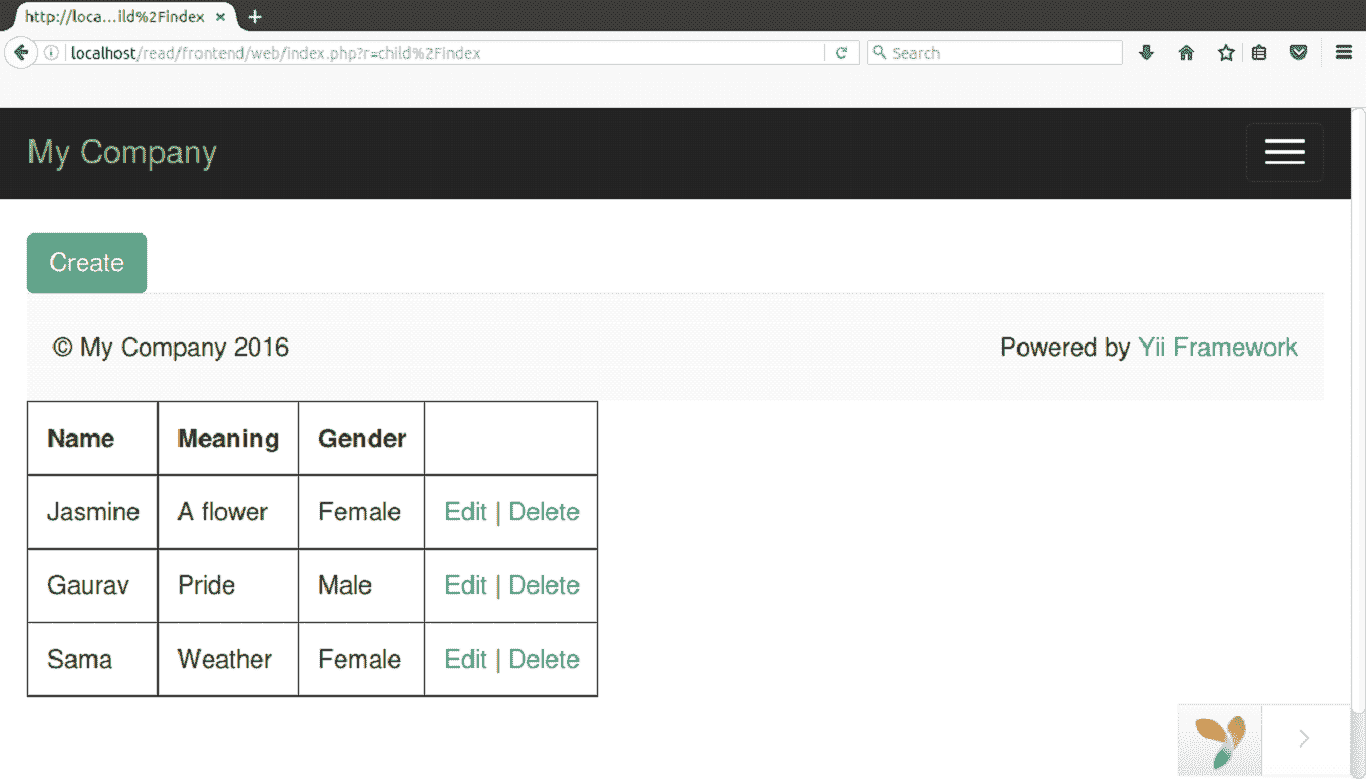 http://loca...ild%2Findex × +
localhost/read/frontend/web/index.php?r=child%2Findex Search
My Company
Create
© My Company 2016 Powered by Yii Framework
Name Meaning Gender
Jasmine A flower Female Edit | Delete
Gaurav Pride Male Edit | Delete
Sama Weather Female Edit | Delete